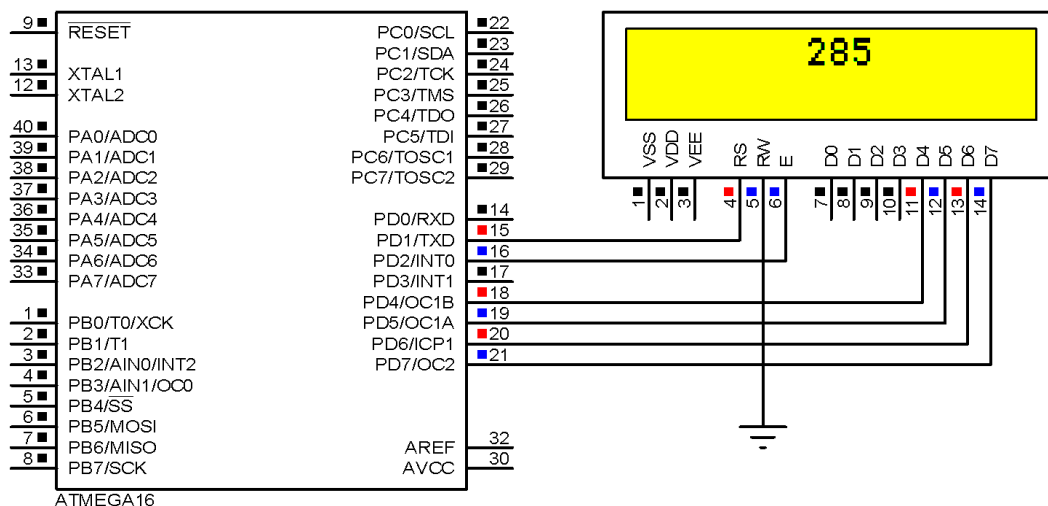 9 RESET
13 XTAL1
12 XTAL2
40 PA0/ADC0
39 PA1/ADC1
38 PA2/ADC2
37 PA3/ADC3
36 PA4/ADC4
35 PA5/ADC5
34 PA6/ADC6
33 PA7/ADC7
1 PB0/T0/XCK
2 PB1/T1
3 PB2/AIN0/INT2
4 PB3/AIN1/OC0
5 PB4/SS
6 PB5/MOSI
7 PB6/MISO
8 PB7/SCK
PC0/SCL 22
PC1/SDA 23
PC2/TCK 24
PC3/TMS 25
PC4/TDO 26
PC5/TDI 27
PC6/TOSC1 28
PC7/TOSC2 29
PD0/RXD 14
PD1/TXD 15
PD2/INT0 16
PD3/INT1 17
PD4/OC1B 18
PD5/OC1A 19
PD6/ICP1 20
PD7/OC2 21
AREF 32
AVCC 30
ATMEGA16
285
VSS 1
VDD 2
VEE 3
RS 4
RW 5
E 6
D0 7
D1 8
D2 9
D3 10
D4 11
D5 12
D6 13
D7 14